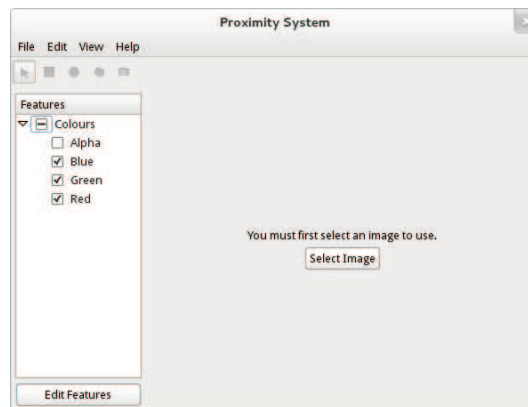 Proximity System
File Edit View Help
Features
Colours
Alpha
Blue
Green
Red
You must first select an image to use.
Select Image
Edit Features